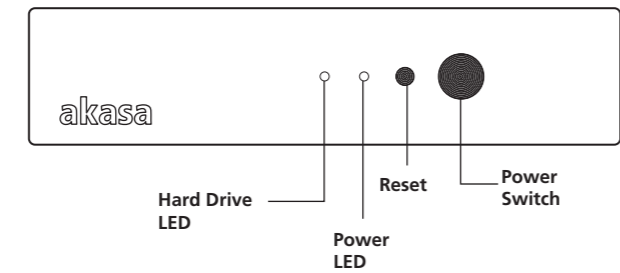 akasa
Reset
Power
Switch
Hard Drive
LED
Power
LED